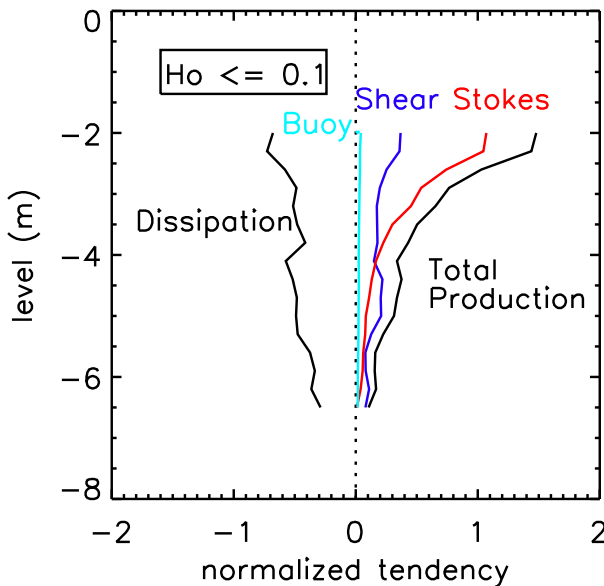 0
Ho <= 0.1
Shear Stokes
Buoy
−2
Dissipation
−4
Total
Production
level (m)
−6
−8
−2 −1 0 1 2
normalized tendency